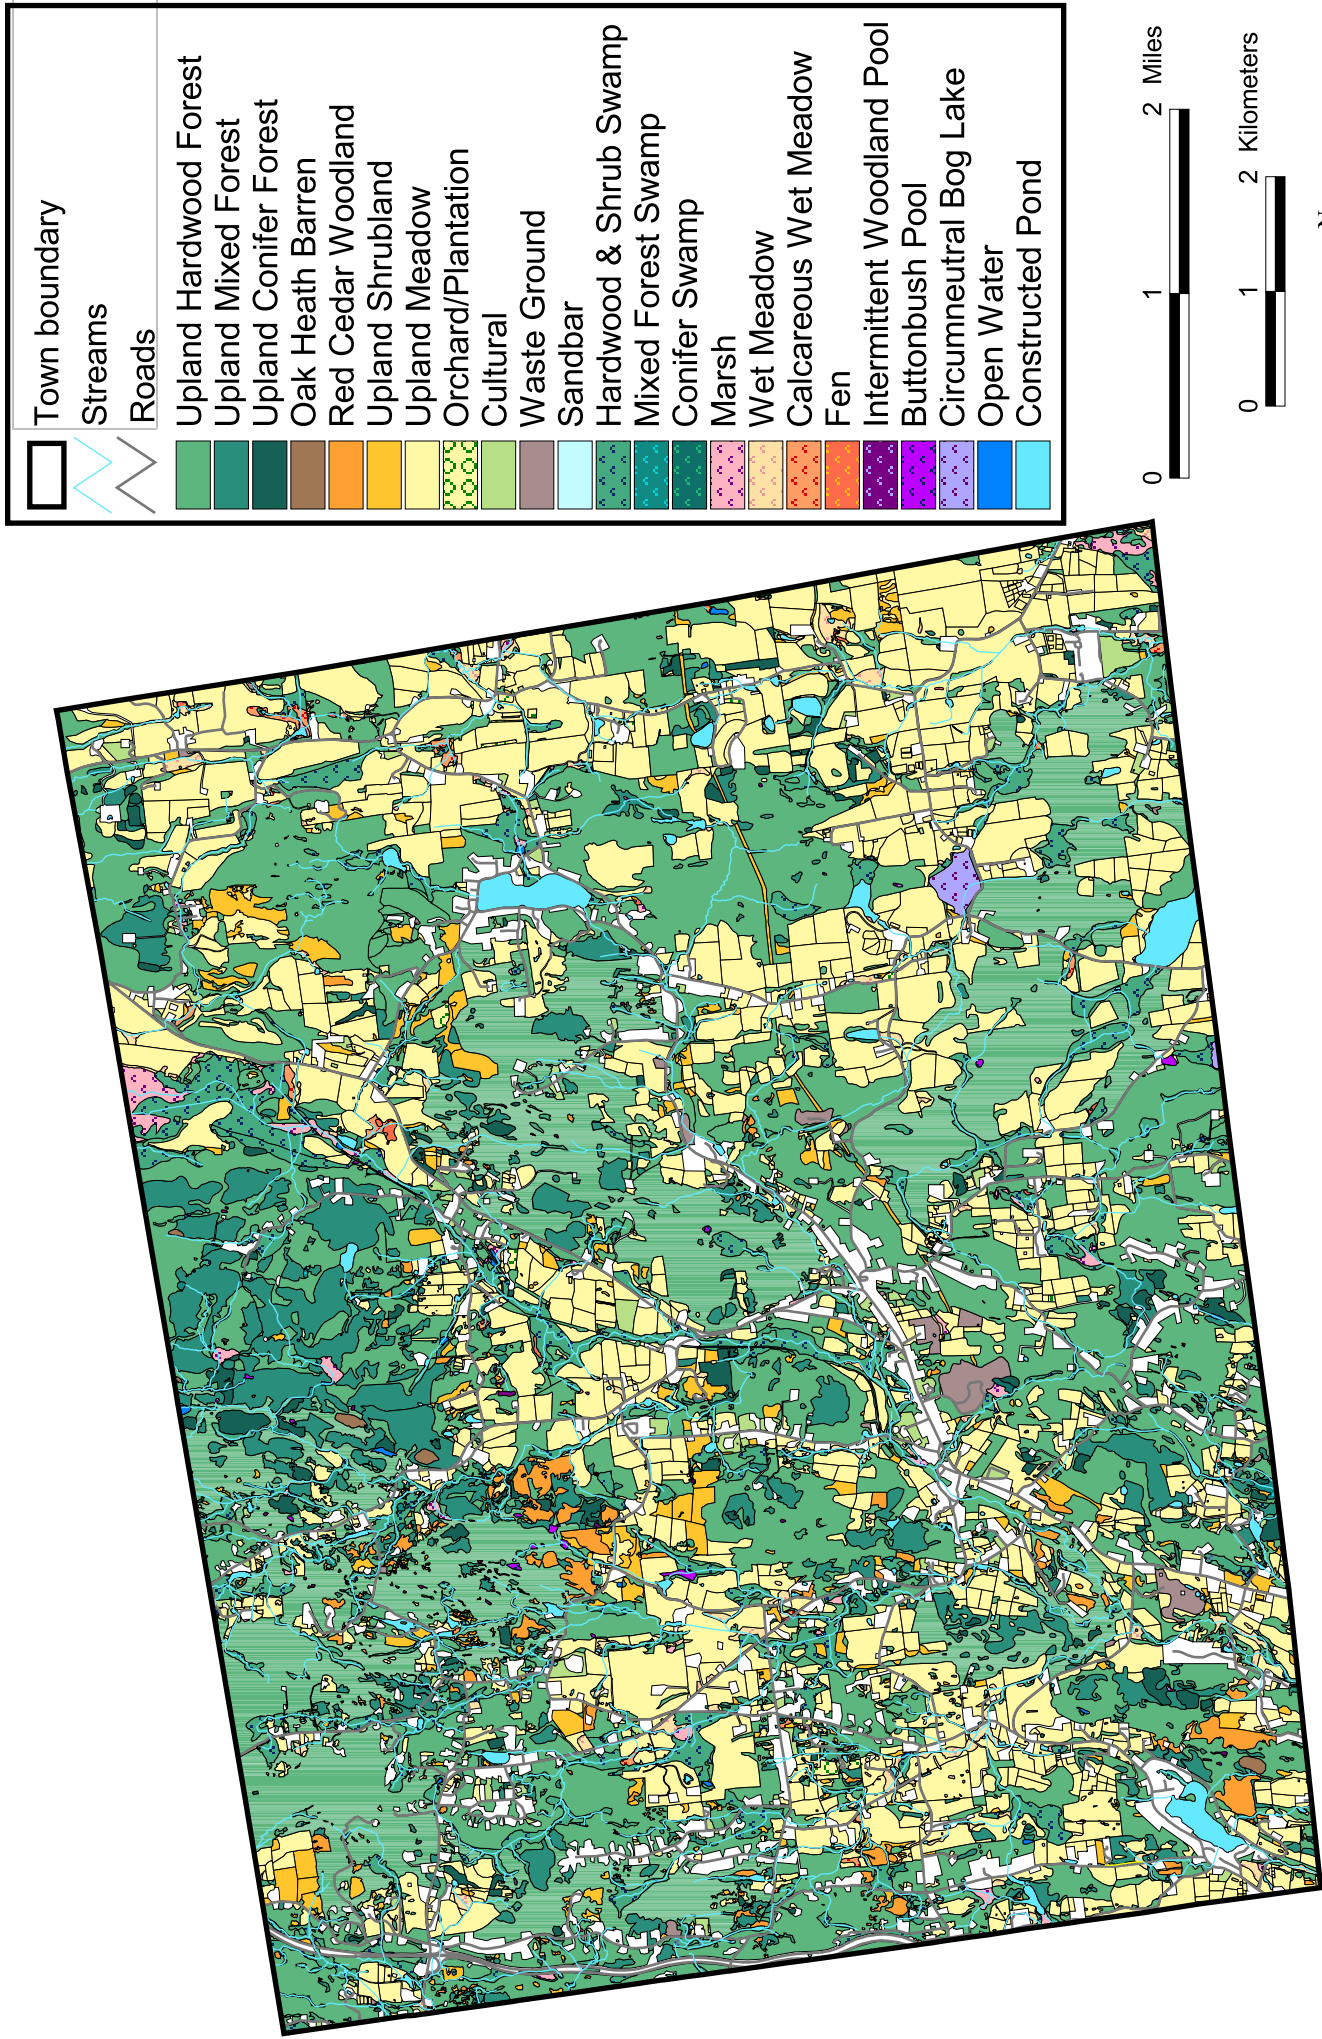 Town boundary
Streams
Roads
Upland Hardwood Forest
Upland Mixed Forest
Upland Conifer Forest
Oak Heath Barren
Red Cedar Woodland
Upland Shrubland
Upland Meadow
Orchard/Plantation
Cultural
Waste Ground
Sandbar
Hardwood & Shrub Swamp
Mixed Forest Swamp
Conifer Swamp
Marsh
Wet Meadow
Calcareous Wet Meadow
Fen
Intermittent Woodland Pool
Buttonbush Pool
Circumneutral Bog Lake
Open Water
Constructed Pond
0 1 2 Miles
0 1 2 Kilometers
N